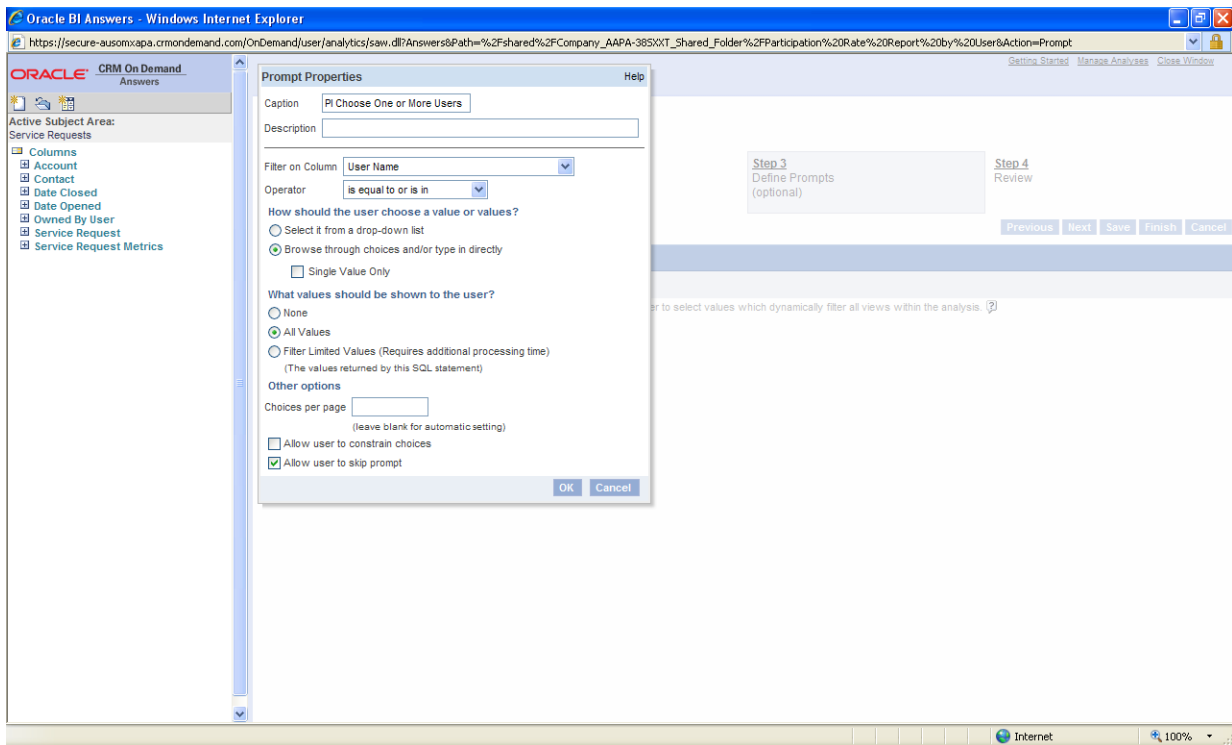 Oracle BI Answers - Windows Internet Explorer
https://secure-ausomxapa.crmondemand.com/OnDemand/user/analytics/saw.dll?Answers&Path=%2Fshared%2FCompany_AAPA-38SXXT_Shared_Folder%2FParticipation%20Rate%20Report%20by%20User&Action=Prompt
ORACLE CRM On Demand
Answers
Getting Started Manage Analyses Close Window
Active Subject Area:
Service Requests
Columns
Account
Contact
Date Closed
Date Opened
Owned By User
Service Request
Service Request Metrics
Prompt Properties Help
Caption PI Choose One or More Users
Description
Filter on Column User Name
Operator is equal to or is in
How should the user choose a value or values?
Select it from a drop-down list
Browse through choices and/or type in directly
Single Value Only
What values should be shown to the user?
None
All Values
Filter Limited Values (Requires additional processing time)
(The values returned by this SQL statement)
Other options
Choices per page
(leave blank for automatic setting)
Allow user to constrain choices
Allow user to skip prompt
OK Cancel
Step 3
Define Prompts
(optional)
Step 4
Review
Previous Next Save Finish Cancel
er to select values which dynamically filter all views within the analysis.
Internet 100%